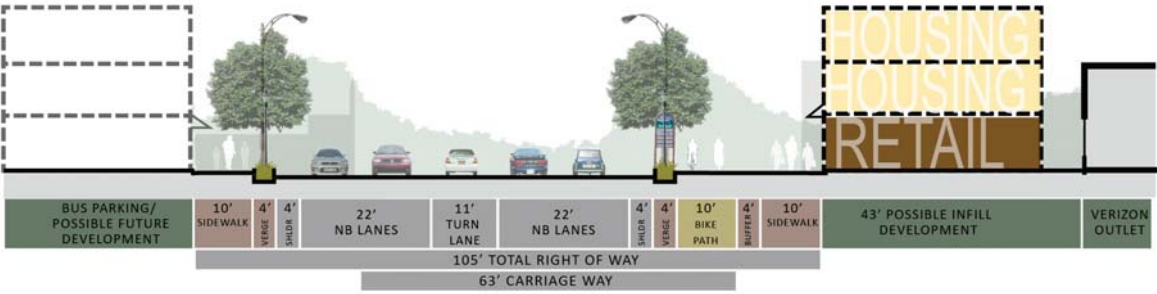 HOUSING
HOUSING
RETAIL
BUS PARKING/
POSSIBLE FUTURE
DEVELOPMENT
10'
SIDEWALK
4'
VERGE
4'
SHLDR
22'
NB LANES
11'
TURN
LANE
22'
NB LANES
4'
SHLDR
4'
VERGE
10'
BIKE
PATH
4'
BUFFER
10'
SIDEWALK
43' POSSIBLE INFILL
DEVELOPMENT
VERIZON
OUTLET
105' TOTAL RIGHT OF WAY
63' CARRIAGE WAY